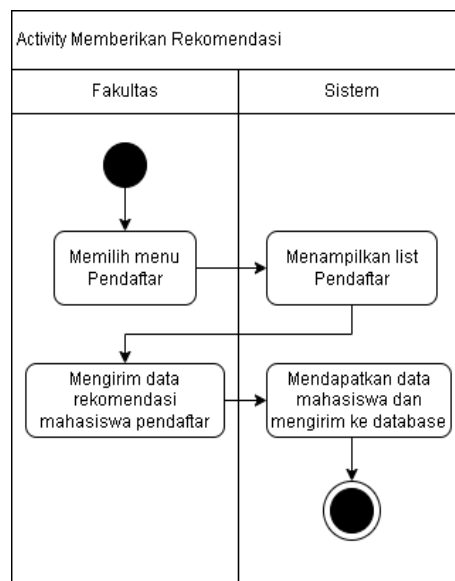 Activity Memberikan Rekomendasi
Fakultas
Sistem
Memilih menu
Pendaftar
Menampilkan list
Pendaftar
Mengirim data
rekomendasi
mahasiswa pendaftar
Mendapatkan data
mahasiswa dan
mengirim ke database